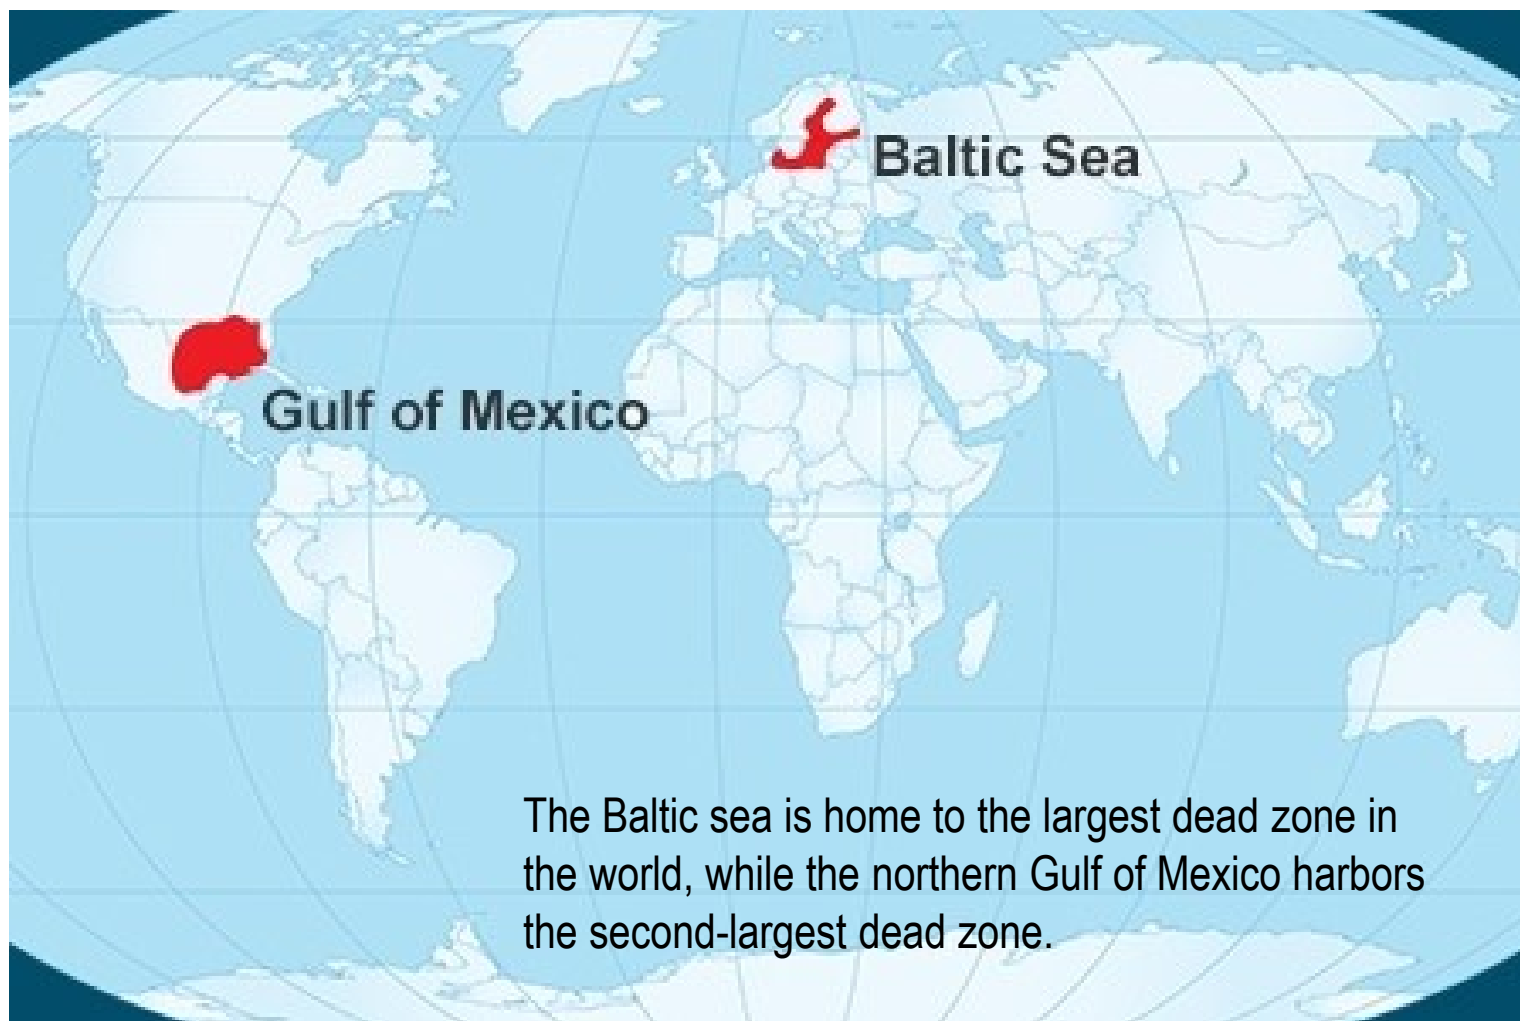 Baltic Sea
Gulf of Mexico
The Baltic sea is home to the largest dead zone in
the world, while the northern Gulf of Mexico harbors
the second-largest dead zone.